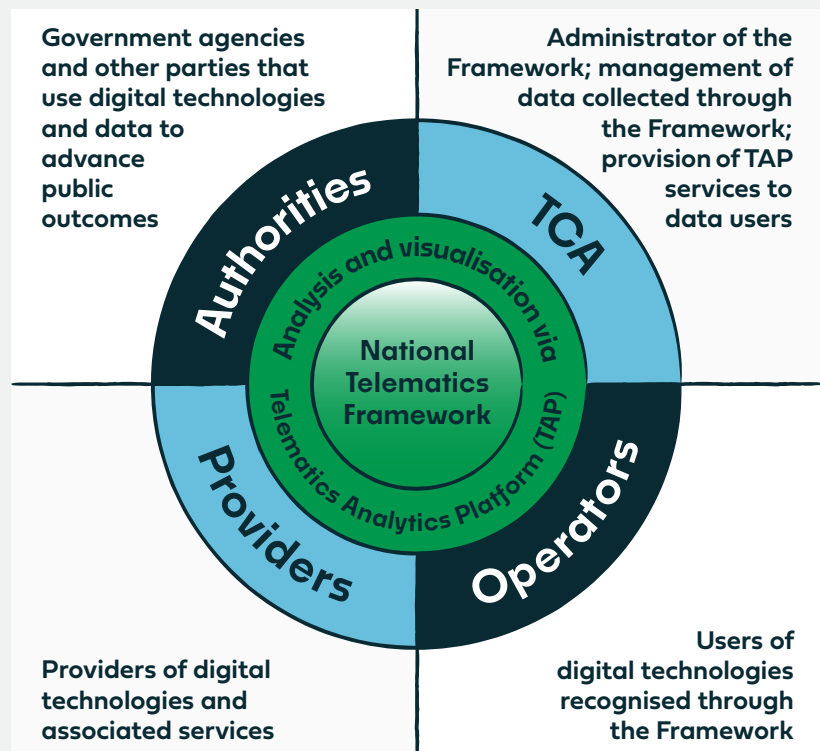 Government agencies
and other parties that
use digital technologies
and data to
advance
public
outcomes
Administrator of the
Framework; management of
data collected through
the Framework;
provision of TAP
services to
data users
Authorities
TCA
Analysis and visualisation via
Telematics Analytics Platform (TAP)
National
Telematics
Framework
Providers
Operators
Providers of digital
technologies and
associated services
Users of
digital technologies
recognised through
the Framework